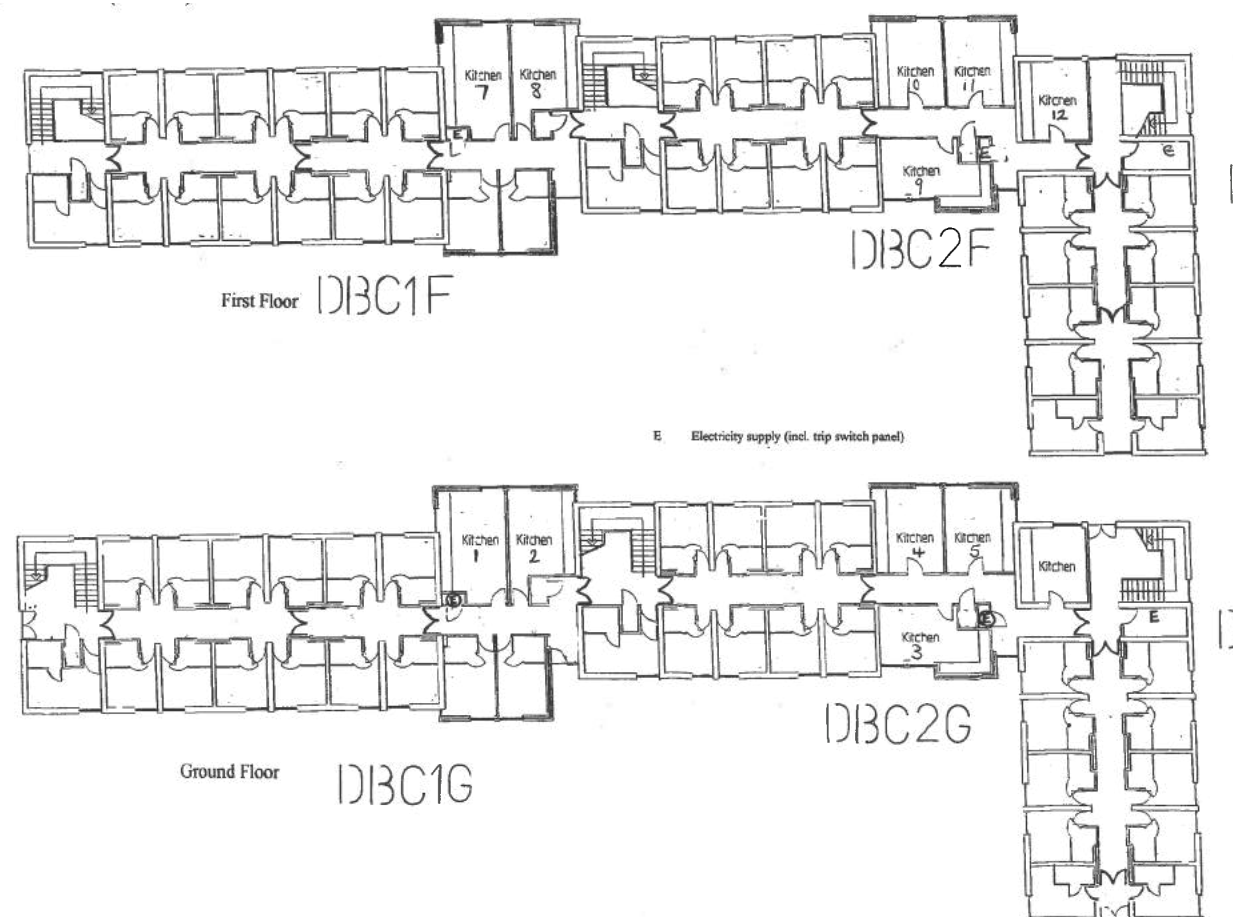 Kitchen
7
Kitchen
8
Kitchen
10
Kitchen
11
Kitchen
12
E
E
e
Kitchen
9
DBC2F
First Floor DBC1F
E Electricity supply (incl. trip switch panel)
Kitchen
1
Kitchen
2
Kitchen
4
Kitchen
5
Kitchen
E
E
E
Kitchen
3
DBC2G
Ground Floor DBC1G